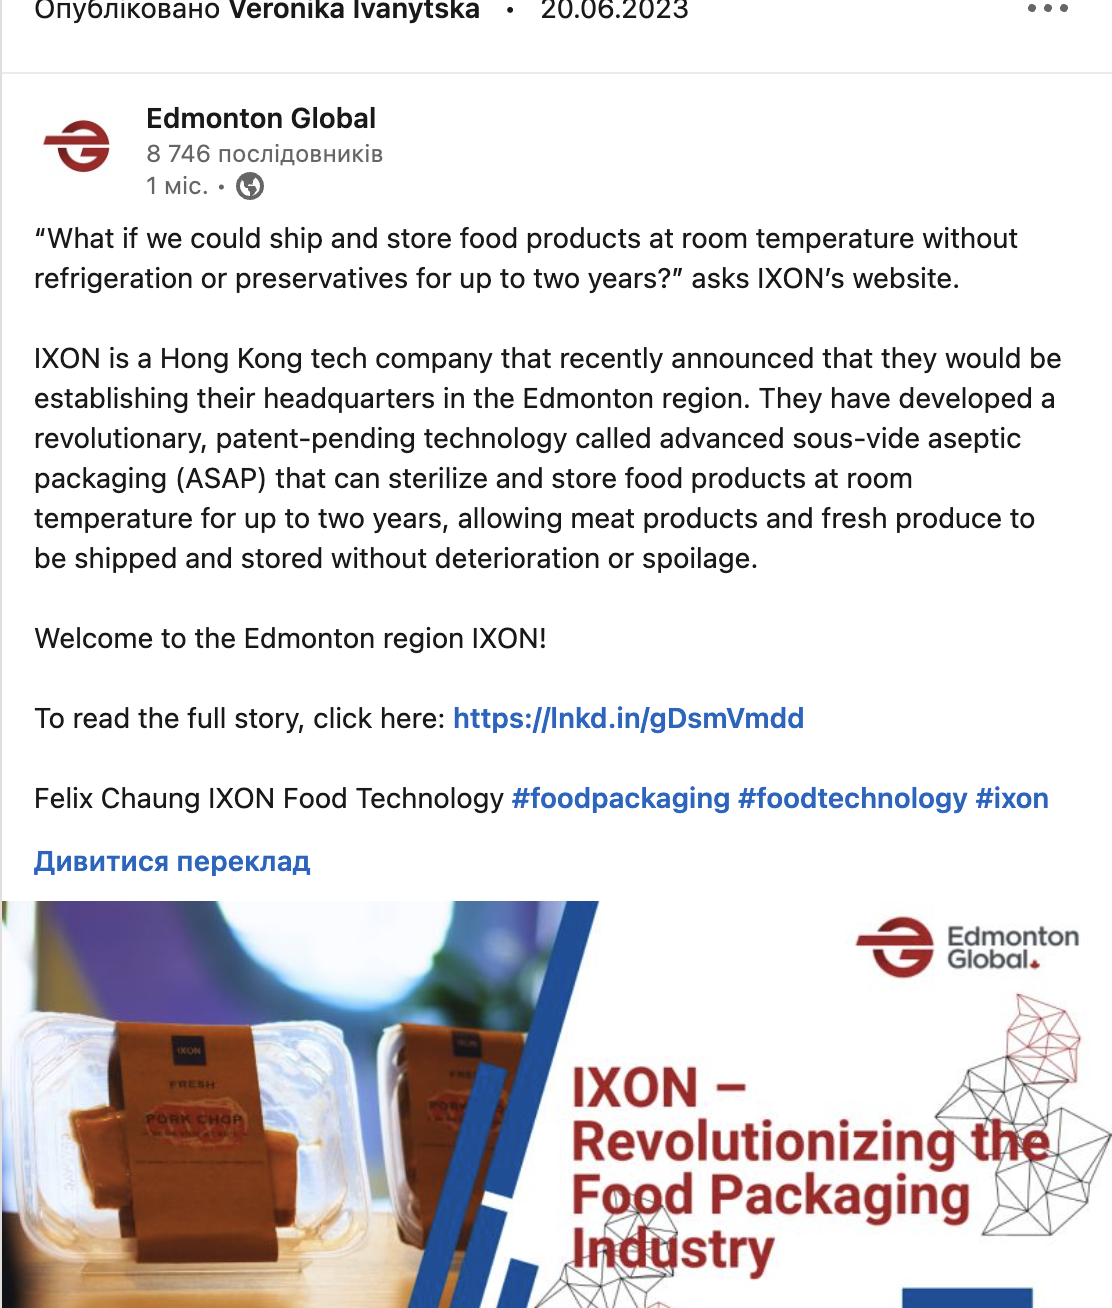 Опубліковано Veronika Ivanytska • 20.06.2023
Edmonton Global
8 746 послідовників
1 міс. •
“What if we could ship and store food products at room temperature without
refrigeration or preservatives for up to two years?” asks IXON’s website.
IXON is a Hong Kong tech company that recently announced that they would be
establishing their headquarters in the Edmonton region. They have developed a
revolutionary, patent-pending technology called advanced sous-vide aseptic
packaging (ASAP) that can sterilize and store food products at room
temperature for up to two years, allowing meat products and fresh produce to
be shipped and stored without deterioration or spoilage.
Welcome to the Edmonton region IXON!
To read the full story, click here: https://lnkd.in/gDsmVmdd
Felix Chaung IXON Food Technology #foodpackaging #foodtechnology #ixon
Дивитися переклад
Edmonton
Global
IXON
FRESH
PORK CHOP
IXON
IXON –
Revolutionizing the
Food Packaging
Industry